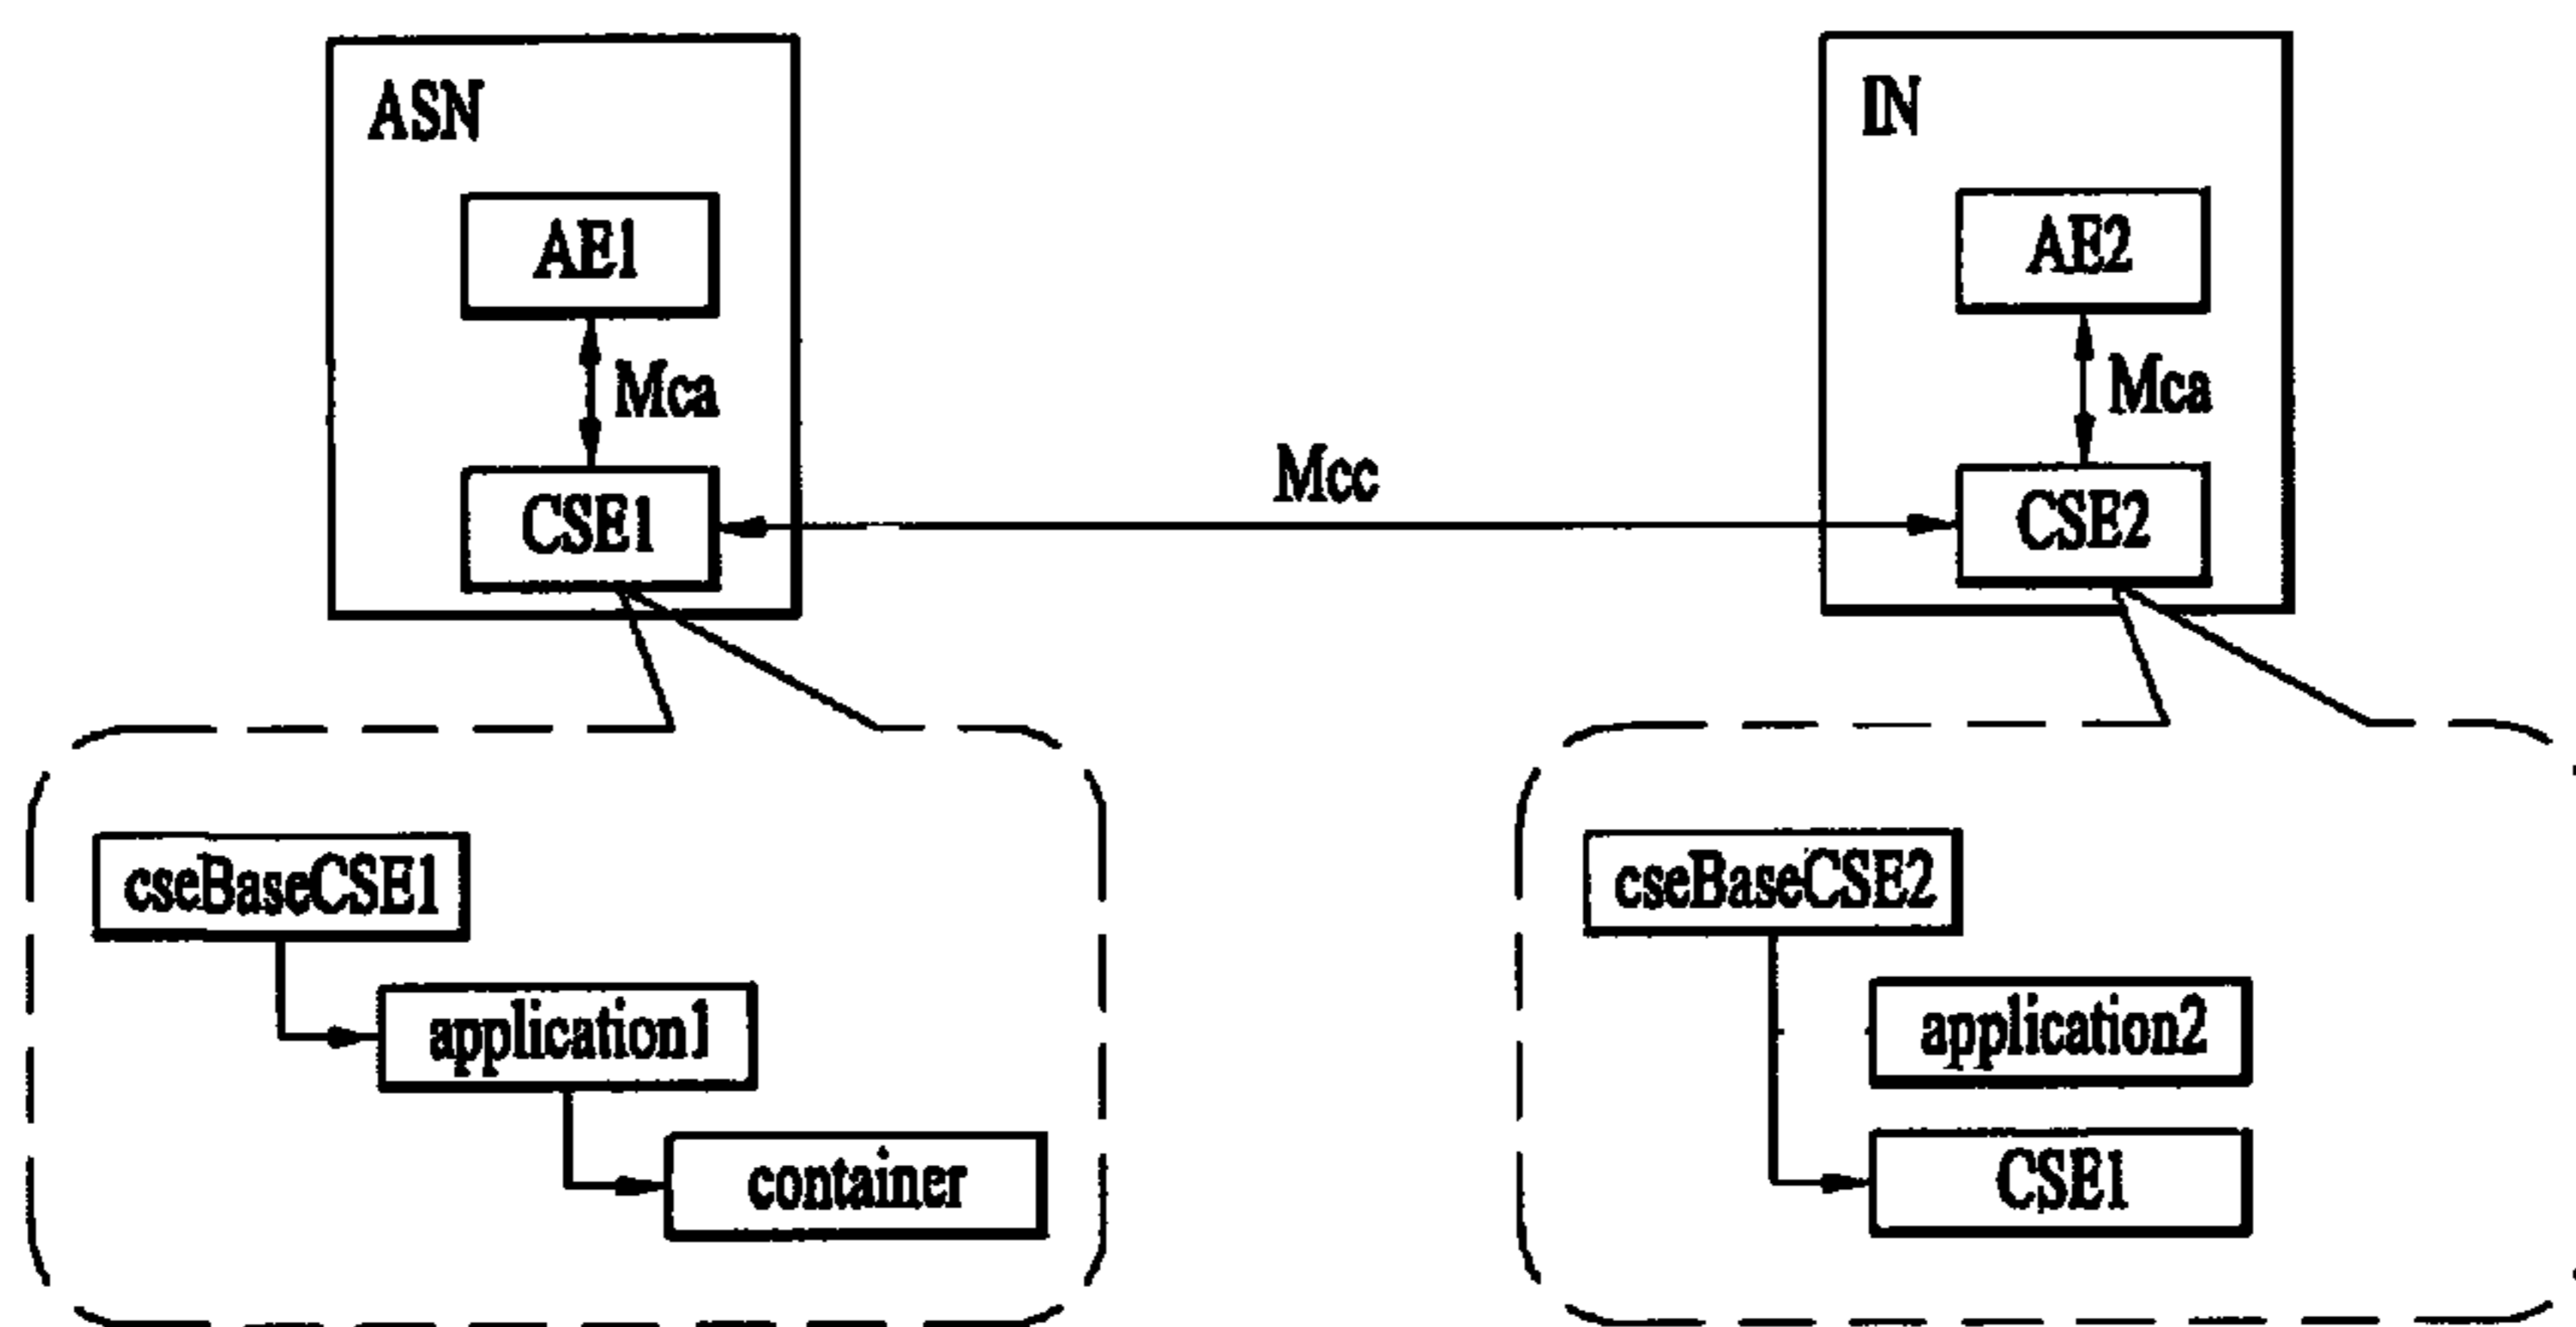 ASN
AE1
Mca
CSE1
Mcc
IN
AE2
Mca
CSE2
cseBaseCSE1
application1
container
cseBaseCSE2
application2
CSE1